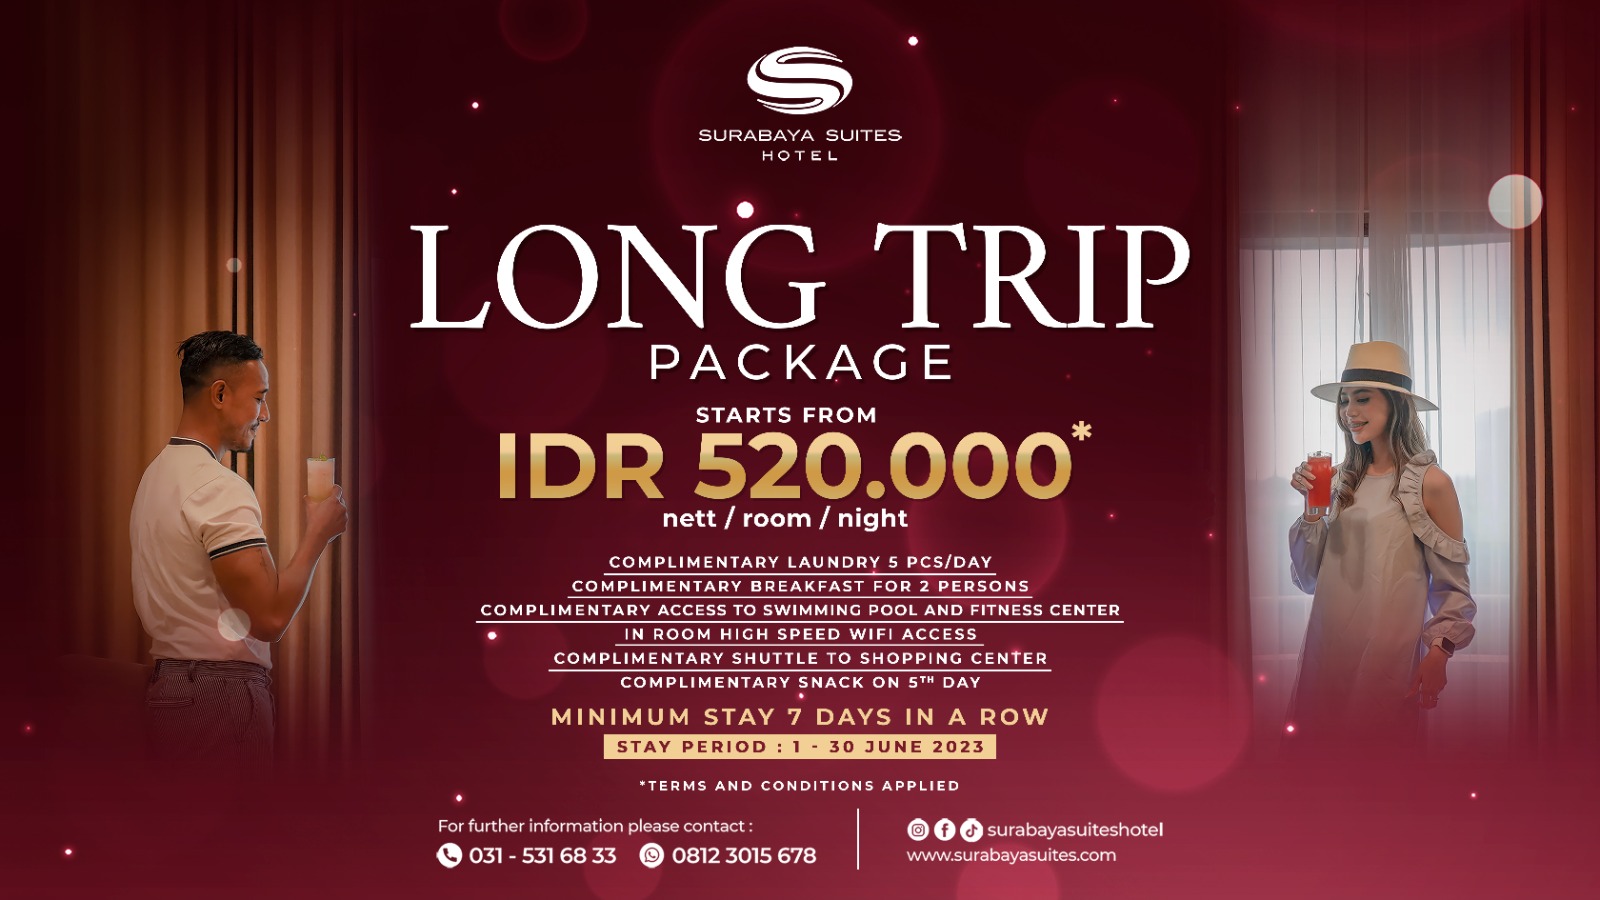 SURABAYA SUITES
HOTEL
LONG TRIP
PACKAGE
STARTS FROM
IDR 520.000*
nett / room / night
COMPLIMENTARY LAUNDRY 5 PCS/DAY
COMPLIMENTARY BREAKFAST FOR 2 PERSONS
COMPLIMENTARY ACCESS TO SWIMMING POOL AND FITNESS CENTER
IN ROOM HIGH SPEED WIFI ACCESS
COMPLIMENTARY SHUTTLE TO SHOPPING CENTER
COMPLIMENTARY SNACK ON 5TH DAY
MINIMUM STAY 7 DAYS IN A ROW
STAY PERIOD : 1 - 30 JUNE 2023
*TERMS AND CONDITIONS APPLIED
For further information please contact :
031 - 531 68 33 0812 3015 678
surabayasuiteshotel
www.surabayasuites.com